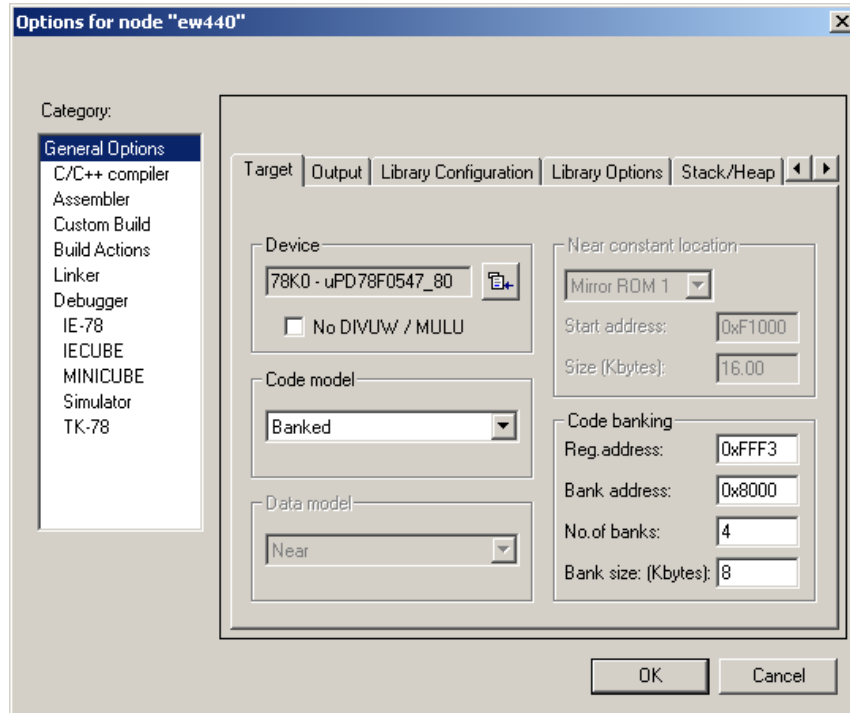 Options for node "ew440"
Category:
General Options
C/C++ compiler
Assembler
Custom Build
Build Actions
Linker
Debugger
IE-78
IECUBE
MINICUBE
Simulator
TK-78
Target Output Library Configuration Library Options Stack/Heap
Device
78K0 - uPD78F0547_80
No DIVUW / MULU
Code model
Banked
Data model
Near
Near constant location
Mirror ROM 1
Start address: 0xF1000
Size (Kbytes): 16.00
Code banking
Reg.address: 0xFFF3
Bank address: 0x8000
No.of banks: 4
Bank size: (Kbytes): 8
OK Cancel